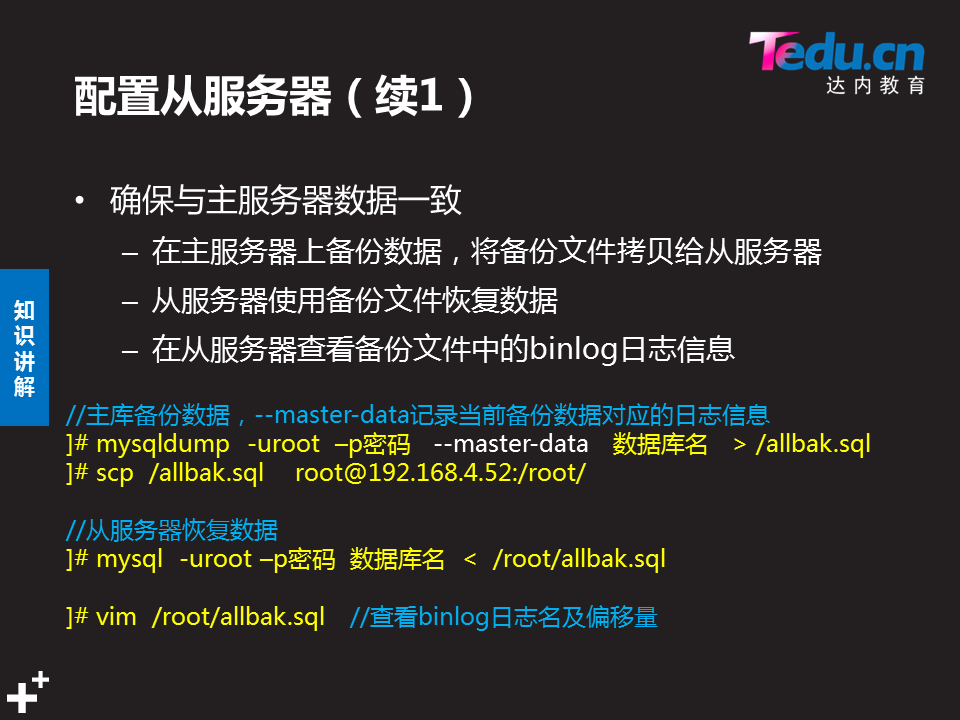 Tedu.cn
达内教育
配置从服务器（续1）
• 确保与主服务器数据一致
– 在主服务器上备份数据，将备份文件拷贝给从服务器
– 从服务器使用备份文件恢复数据
– 在从服务器查看备份文件中的binlog日志信息
知识讲解
//主库备份数据，--master-data记录当前备份数据对应的日志信息
]# mysqldump -uroot –p密码 --master-data 数据库名 > /allbak.sql
]# scp /allbak.sql root@192.168.4.52:/root/
//从服务器恢复数据
]# mysql -uroot –p密码 数据库名 < /root/allbak.sql
]# vim /root/allbak.sql //查看binlog日志名及偏移量